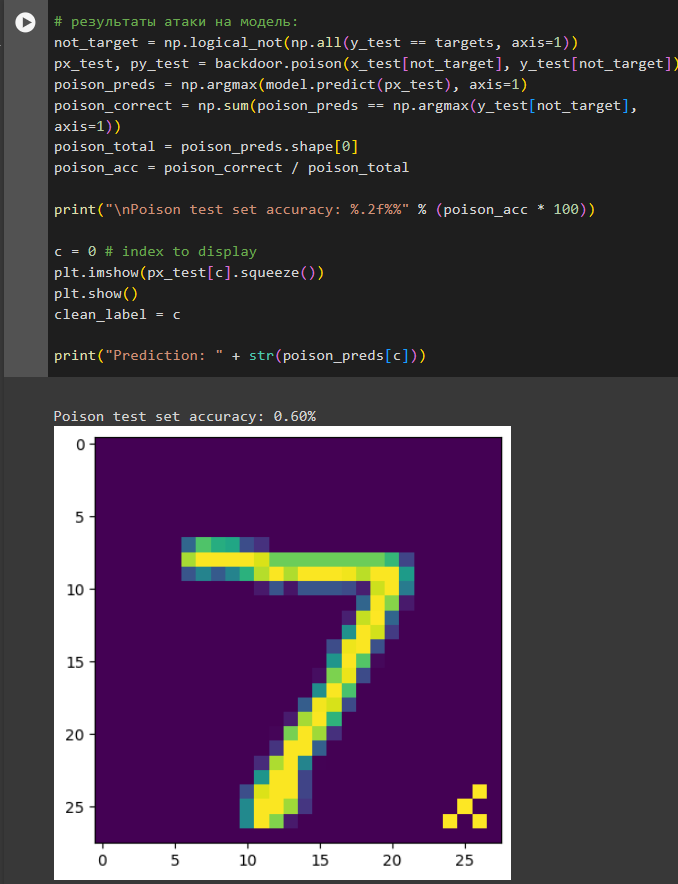 # результаты атаки на модель:
not_target = np.logical_not(np.all(y_test == targets, axis=1))
px_test, py_test = backdoor.poison(x_test[not_target], y_test[not_target])
poison_preds = np.argmax(model.predict(px_test), axis=1)
poison_correct = np.sum(poison_preds == np.argmax(y_test[not_target],
axis=1))
poison_total = poison_preds.shape[0]
poison_acc = poison_correct / poison_total
print("\nPoison test set accuracy: %.2f%%" % (poison_acc * 100))
c = 0 # index to display
plt.imshow(px_test[c].squeeze())
plt.show()
clean_label = c
print("Prediction: " + str(poison_preds[c]))
Poison test set accuracy: 0.60%
0
5
10
15
20
25
0 5 10 15 20 25